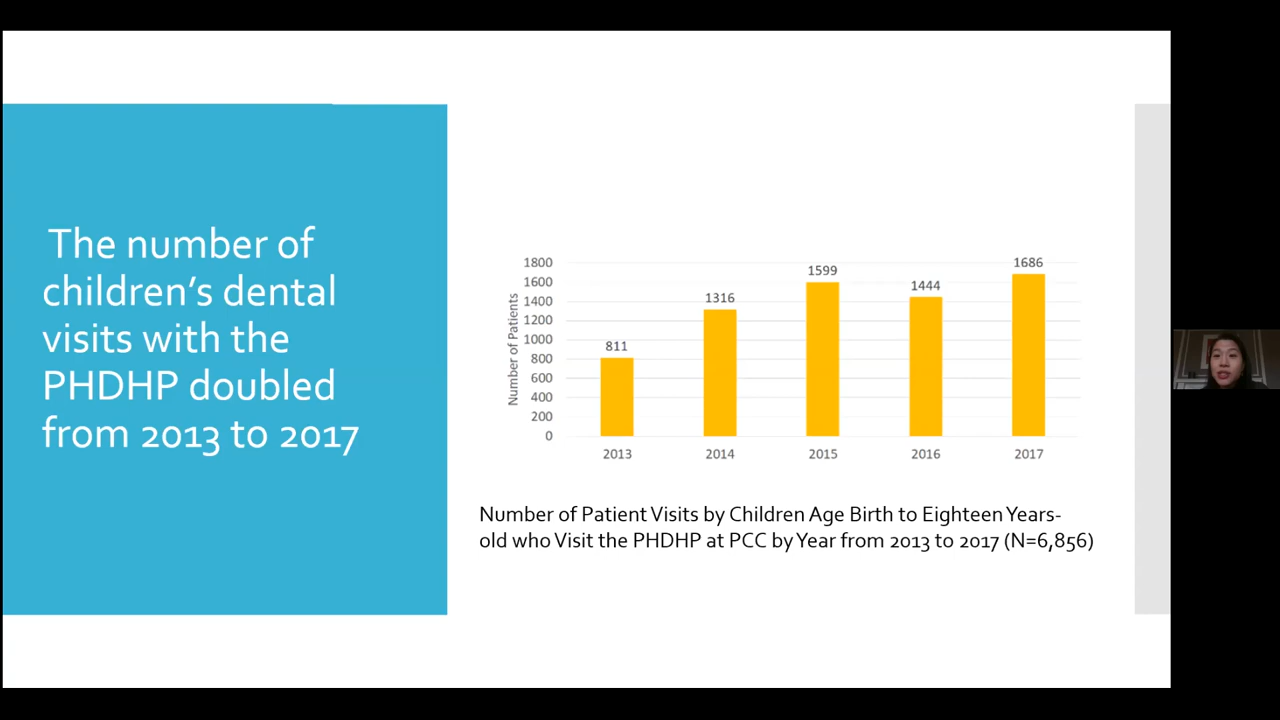 The number of
children’s dental
visits with the
PHDHP doubled
from 2013 to 2017
Number of Patients
1800
1600
1400
1200
1000
800
600
400
200
0
811
1316
1599
1444
1686
2013
2014
2015
2016
2017
Number of Patient Visits by Children Age Birth to Eighteen Years-
old who Visit the PHDHP at PCC by Year from 2013 to 2017 (N=6,856)